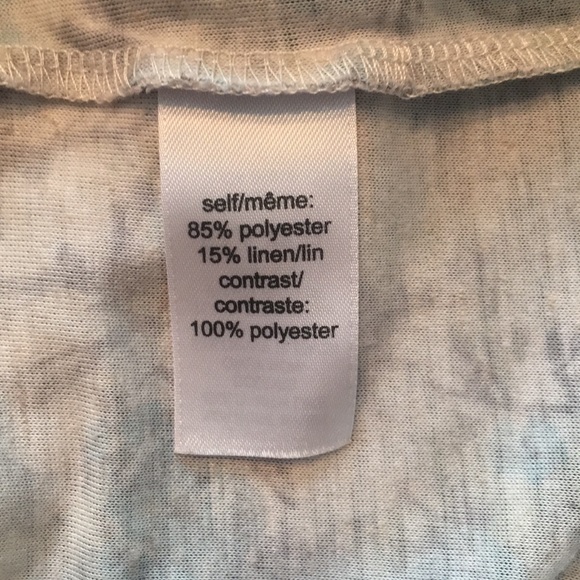 self/même:
85% polyester
15% linen/lin
contrast/
contraste:
100% polyester